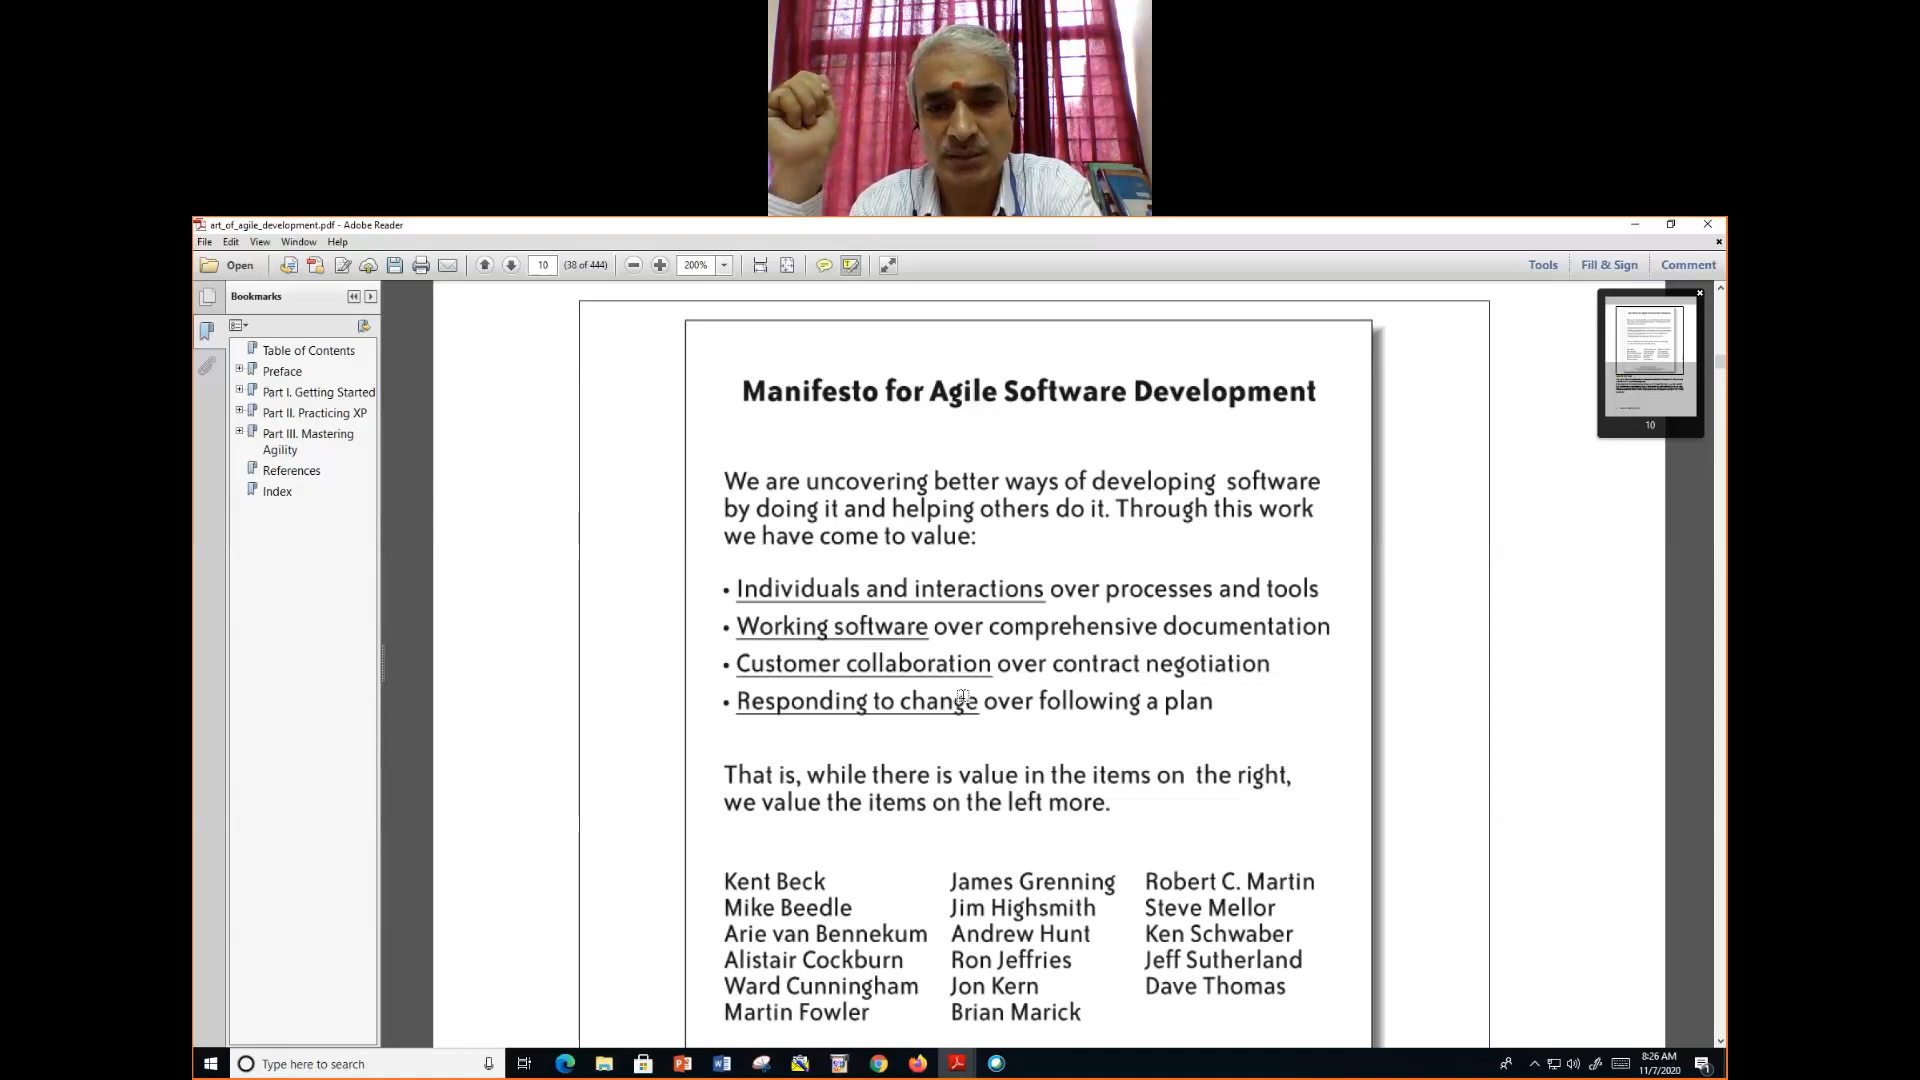 art_of_agile_development.pdf - Adobe Reader
File Edit View Window Help
Open 10 (38 of 444) 200% Tools Fill & Sign Comment
Bookmarks
Table of Contents
Preface
Part I. Getting Started
Part II. Practicing XP
Part III. Mastering
Agility
References
Index
Manifesto for Agile Software Development
We are uncovering better ways of developing software
by doing it and helping others do it. Through this work
we have come to value:
• Individuals and interactions over processes and tools
• Working software over comprehensive documentation
• Customer collaboration over contract negotiation
• Responding to change over following a plan
That is, while there is value in the items on the right,
we value the items on the left more.
Kent Beck James Grenning Robert C. Martin
Mike Beedle Jim Highsmith Steve Mellor
Arie van Bennekum Andrew Hunt Ken Schwaber
Alistair Cockburn Ron Jeffries Jeff Sutherland
Ward Cunningham Jon Kern Dave Thomas
Martin Fowler Brian Marick
10
Type here to search
8:26 AM
11/7/2020